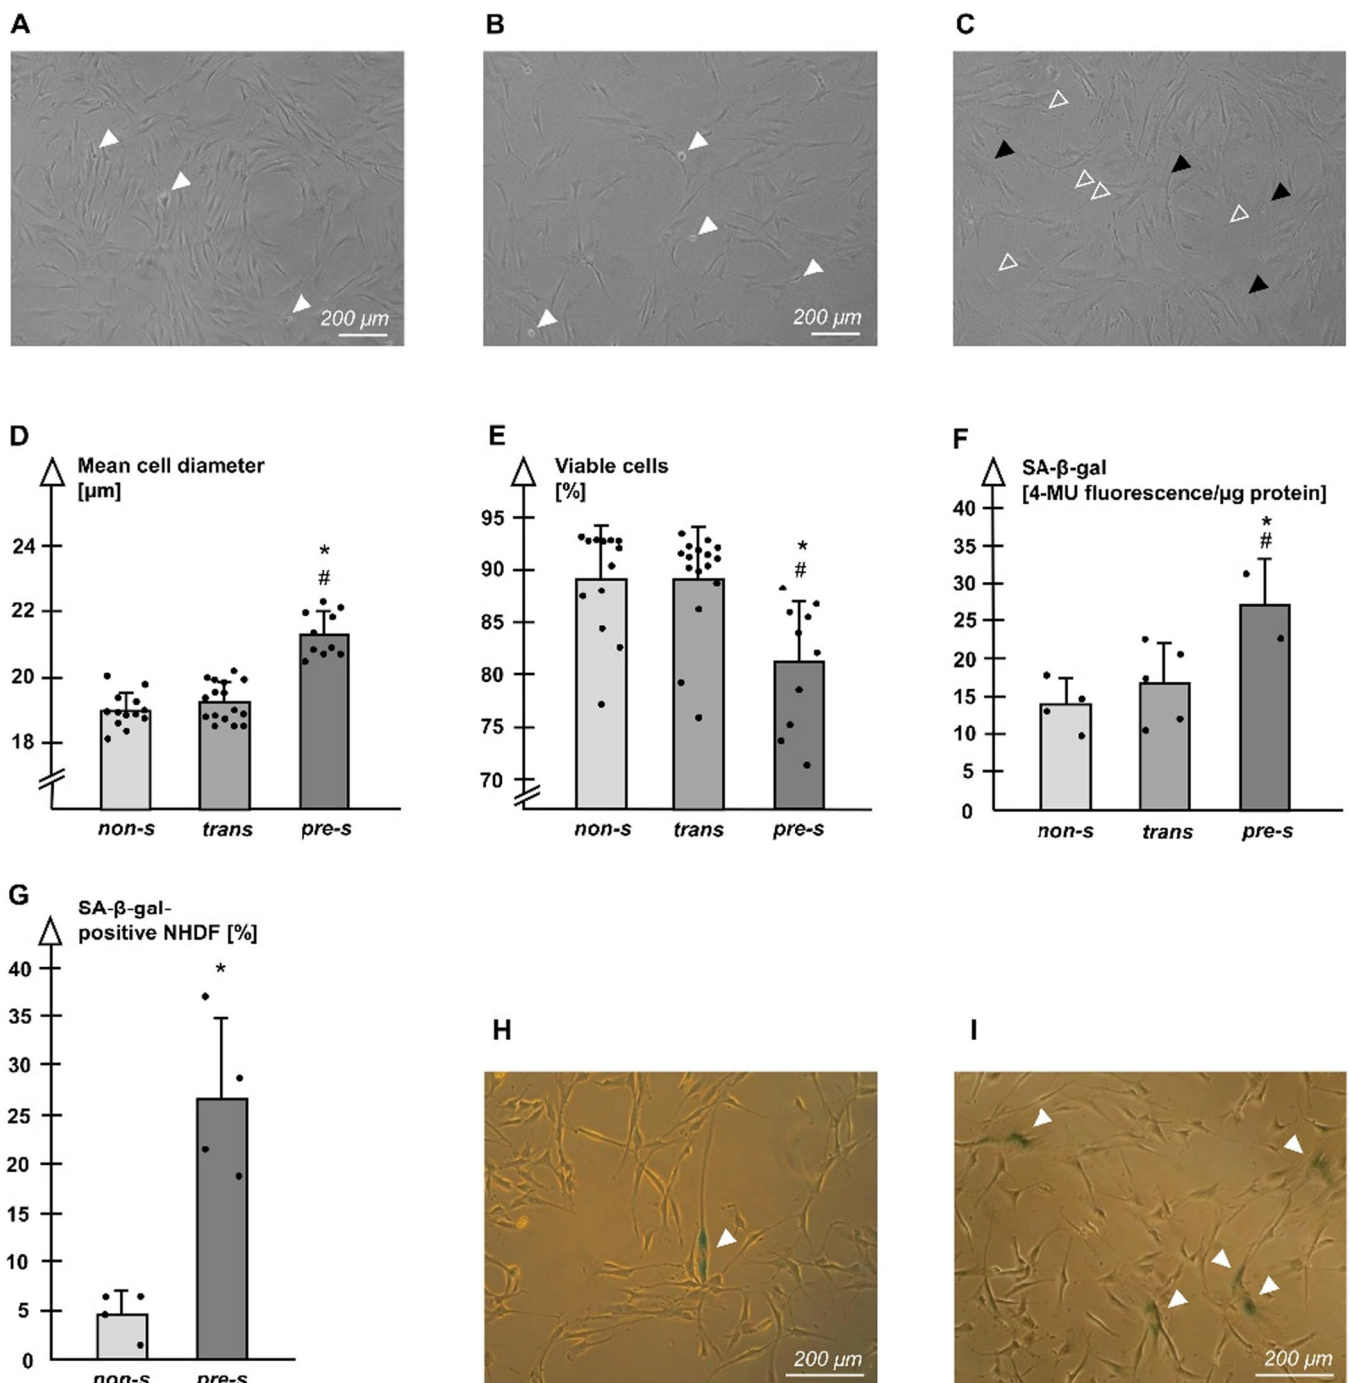 A
B
C
200 µm
200 µm
D
Mean cell diameter
[µm]
24
22
20
18
*
#
non-s
trans
pre-s
E
Viable cells
[%]
95
90
85
80
75
70
*
#
non-s
trans
pre-s
F
SA-β-gal
[4-MU fluorescence/µg protein]
40
35
30
25
20
15
10
5
0
*
#
non-s
trans
pre-s
G
SA-β-gal-
positive NHDF [%]
40
35
30
25
20
15
10
5
0
*
non-s
pre-s
H
200 µm
I
200 µm